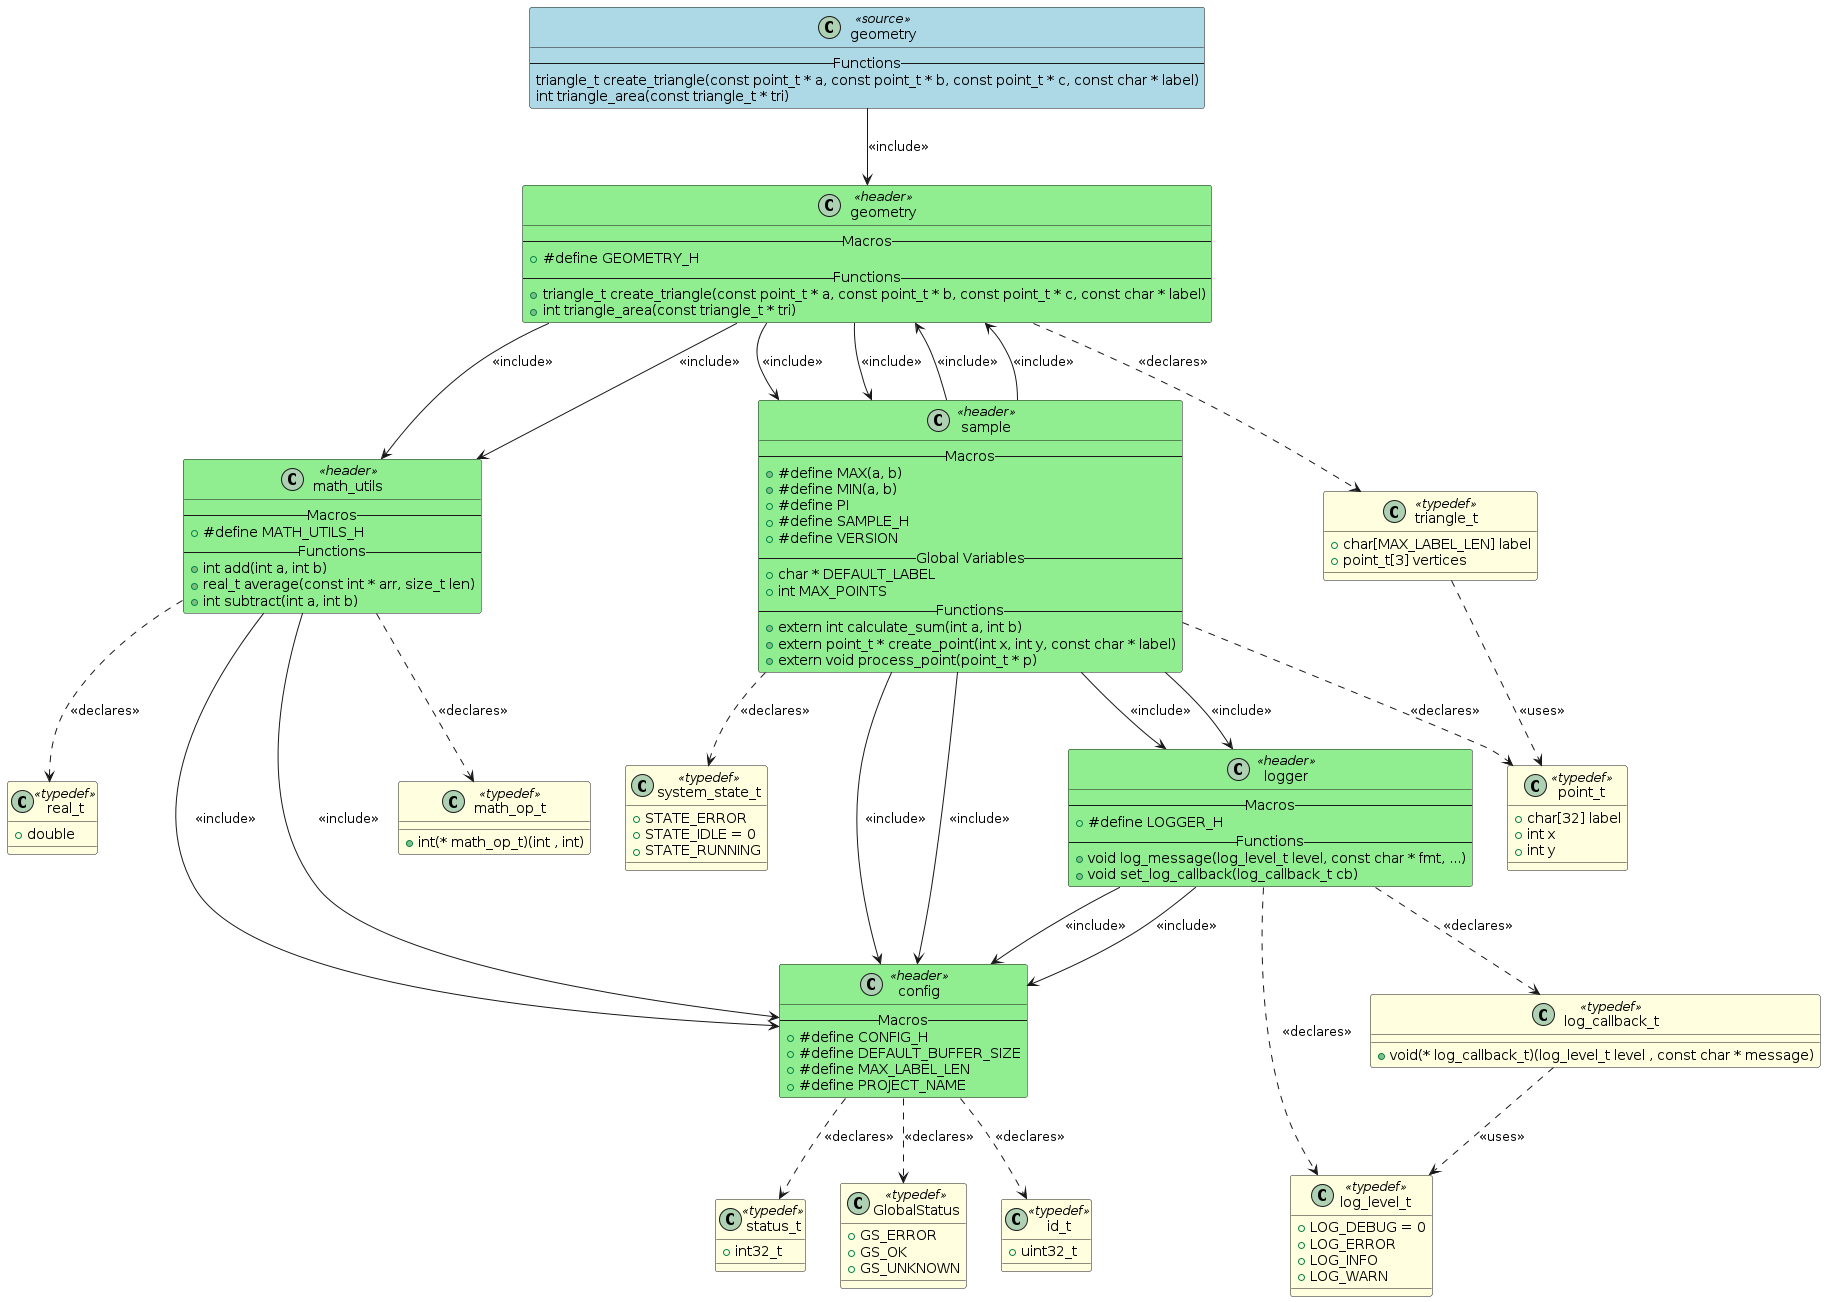 C
«source»
geometry
Functions
triangle_t create_triangle(const point_t * a, const point_t * b, const point_t * c, const char * label)
int triangle_area(const triangle_t * tri)
«include»
C
«header»
geometry
Macros
#define GEOMETRY_H
Functions
triangle_t create_triangle(const point_t * a, const point_t * b, const point_t * c, const char * label)
int triangle_area(const triangle_t * tri)
«include»
«include»
«include»
«include»
«include»
«include»
«declares»
C
«header»
sample
Macros
#define MAX(a, b)
#define MIN(a, b)
#define PI
#define SAMPLE_H
#define VERSION
Global Variables
char * DEFAULT_LABEL
int MAX_POINTS
Functions
extern int calculate_sum(int a, int b)
extern point_t * create_point(int x, int y, const char * label)
extern void process_point(point_t * p)
C
«header»
math_utils
Macros
#define MATH_UTILS_H
Functions
int add(int a, int b)
real_t average(const int * arr, size_t len)
int subtract(int a, int b)
C
«typedef»
triangle_t
char[MAX_LABEL_LEN] label
point_t[3] vertices
«declares»
«declares»
«declares»
«include»
«include»
«declares»
«uses»
C
«header»
logger
Macros
#define LOGGER_H
Functions
void log_message(log_level_t level, const char * fmt, ...)
void set_log_callback(log_callback_t cb)
C
«typedef»
real_t
double
«include»
«include»
C
«typedef»
math_op_t
int(* math_op_t)(int , int)
C
«typedef»
system_state_t
STATE_ERROR
STATE_IDLE = 0
STATE_RUNNING
«include»
«include»
C
«typedef»
point_t
char[32] label
int x
int y
«include»
«include»
«declares»
C
«header»
config
Macros
#define CONFIG_H
#define DEFAULT_BUFFER_SIZE
#define MAX_LABEL_LEN
#define PROJECT_NAME
«declares»
C
«typedef»
log_callback_t
void(* log_callback_t)(log_level_t level , const char * message)
«declares»
«declares»
«declares»
«uses»
C
«typedef»
status_t
int32_t
C
«typedef»
GlobalStatus
GS_ERROR
GS_OK
GS_UNKNOWN
C
«typedef»
id_t
uint32_t
C
«typedef»
log_level_t
LOG_DEBUG = 0
LOG_ERROR
LOG_INFO
LOG_WARN